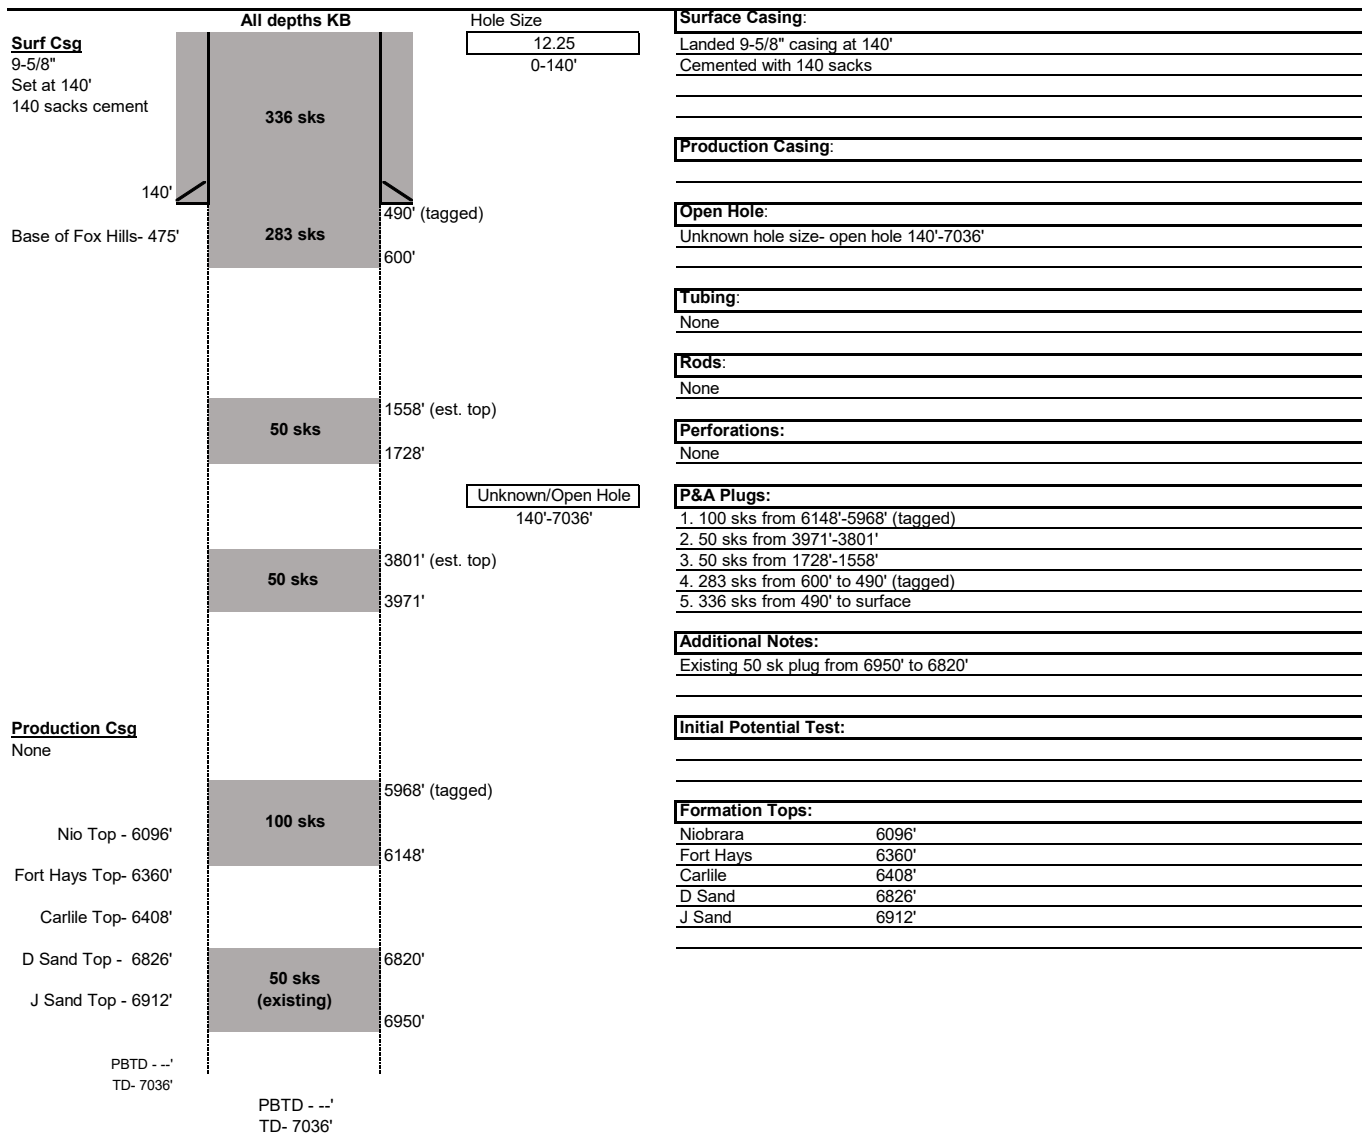 All depths KB
Hole Size
Surf Csg
12.25
9-5/8"
0-140'
Set at 140'
140 sacks cement
336 sks
140'
490' (tagged)
Base of Fox Hills- 475'
283 sks
600'
1558' (est. top)
50 sks
1728'
Unknown/Open Hole
140'-7036'
3801' (est. top)
50 sks
3971'
Production Csg
None
5968' (tagged)
100 sks
Nio Top - 6096'
6148'
Fort Hays Top- 6360'
Carlile Top- 6408'
D Sand Top - 6826'
6820'
50 sks
(existing)
J Sand Top - 6912'
6950'
PBTD - --'
TD- 7036'
PBTD - --'
TD- 7036'
Surface Casing:
Landed 9-5/8" casing at 140'
Cemented with 140 sacks
Production Casing:
Open Hole:
Unknown hole size- open hole 140'-7036'
Tubing:
None
Rods:
None
Perforations:
None
P&A Plugs:
1. 100 sks from 6148'-5968' (tagged)
2. 50 sks from 3971'-3801'
3. 50 sks from 1728'-1558'
4. 283 sks from 600' to 490' (tagged)
5. 336 sks from 490' to surface
Additional Notes:
Existing 50 sk plug from 6950' to 6820'
Initial Potential Test:
Formation Tops:
Niobrara 6096'
Fort Hays 6360'
Carlile 6408'
D Sand 6826'
J Sand 6912'